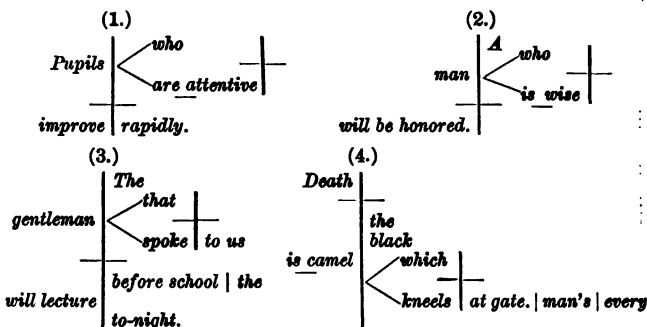 (1.)
Pupils
who
are attentive
improve rapidly.
(2.)
A
man
who
is wise
will be honored.
(3.)
The
gentleman
that
spoke to us
before school | the
will lecture
to-night.
(4.)
Death
the
black
is camel
which
kneels at gate. | man's | every